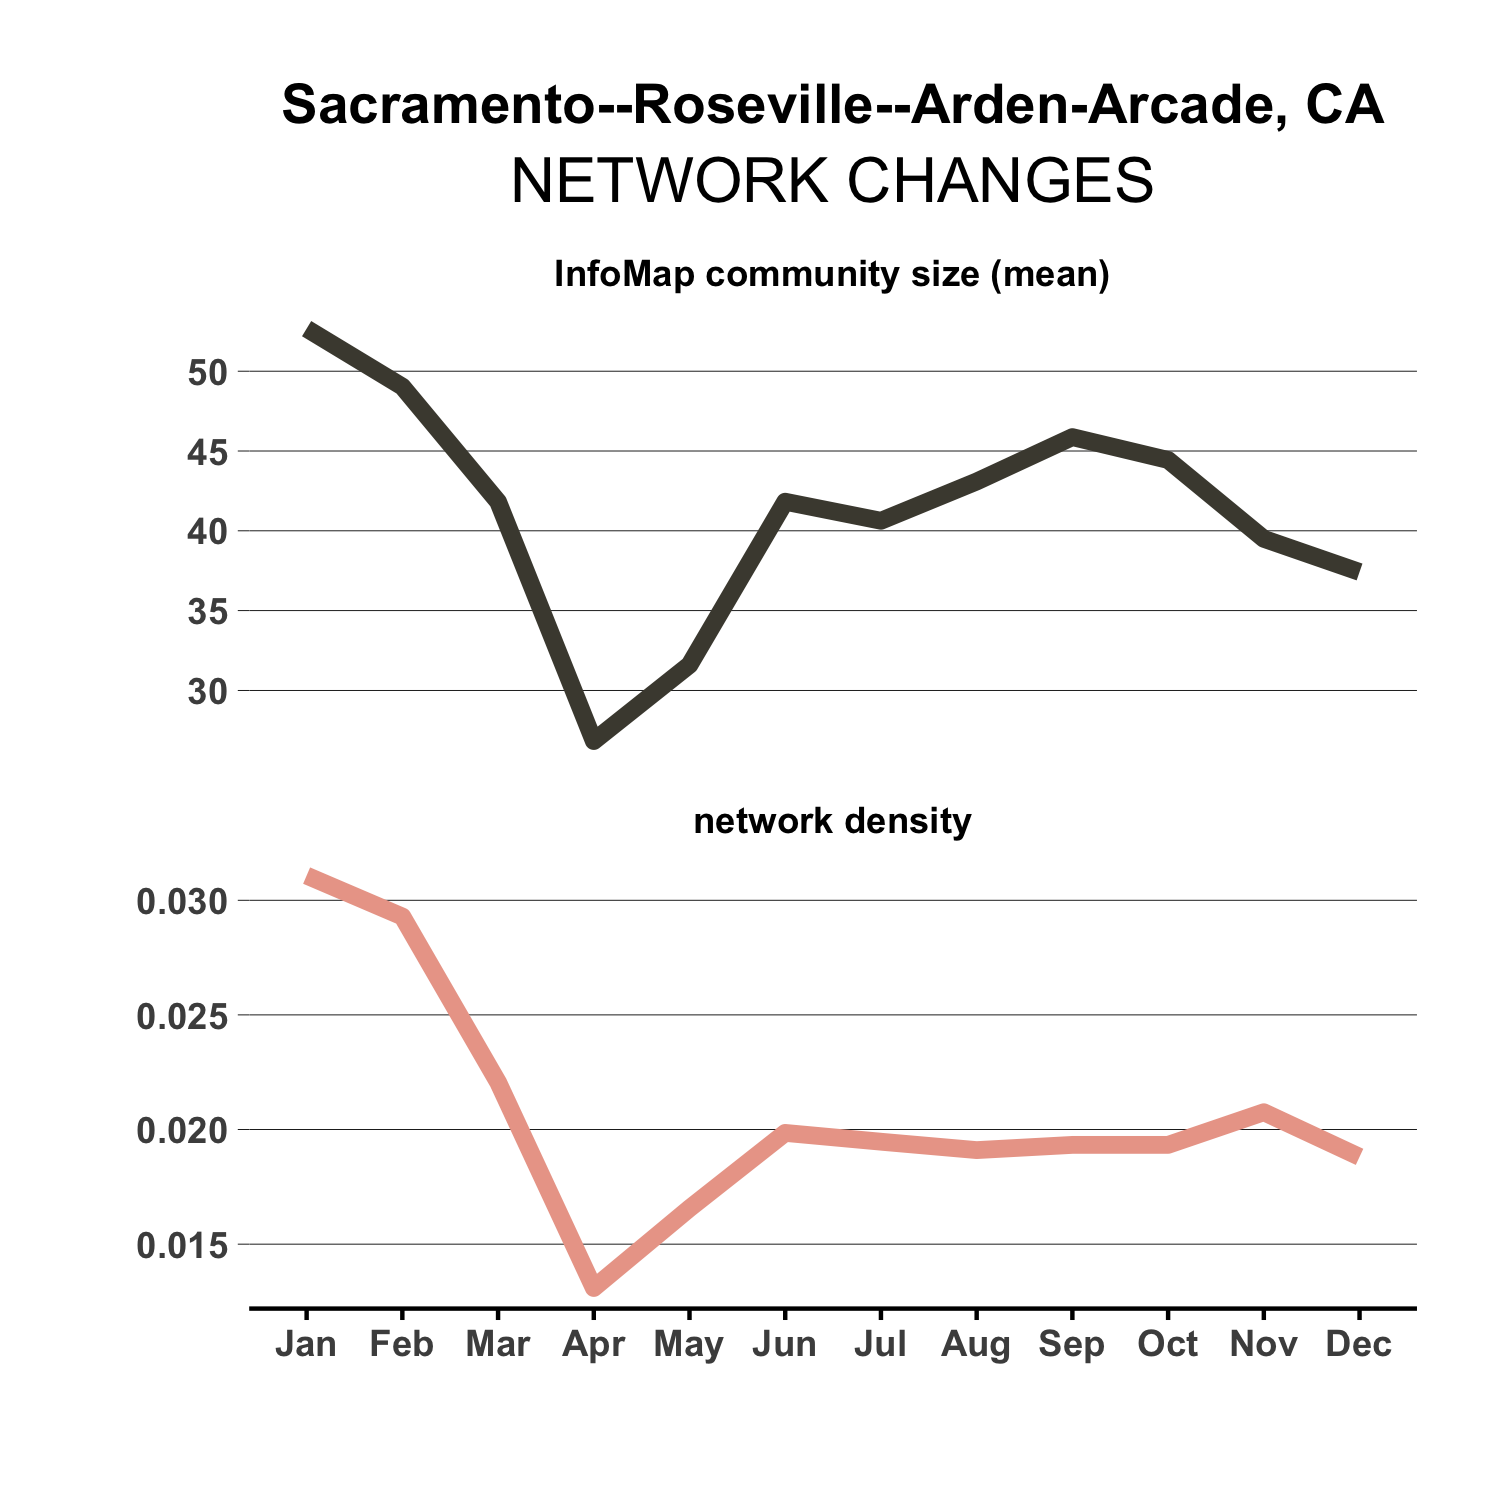 Sacramento--Roseville--Arden-Arcade, CA
NETWORK CHANGES
InfoMap community size (mean)
50
45
40
35
30
network density
0.030
0.025
0.020
0.015
Jan Feb Mar Apr May Jun Jul Aug Sep Oct Nov Dec